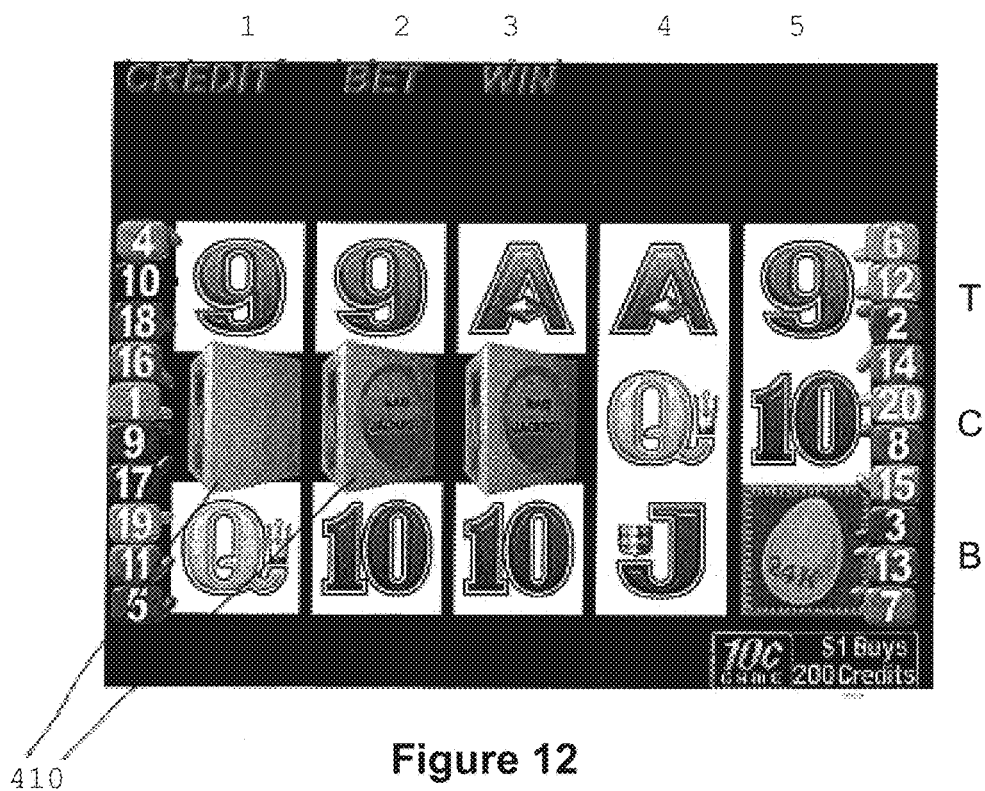 1 2 3 4 5
CREDIT BET WIN
4 9 9 A A 9 6
10 12 T
18 2
16 14
1 Q 10 20 C
9 8
17 15
19 Q 10 10 J 3
11 13 B
5 7
10c $1 Buys
GAME 200 Credits
410
Figure 12